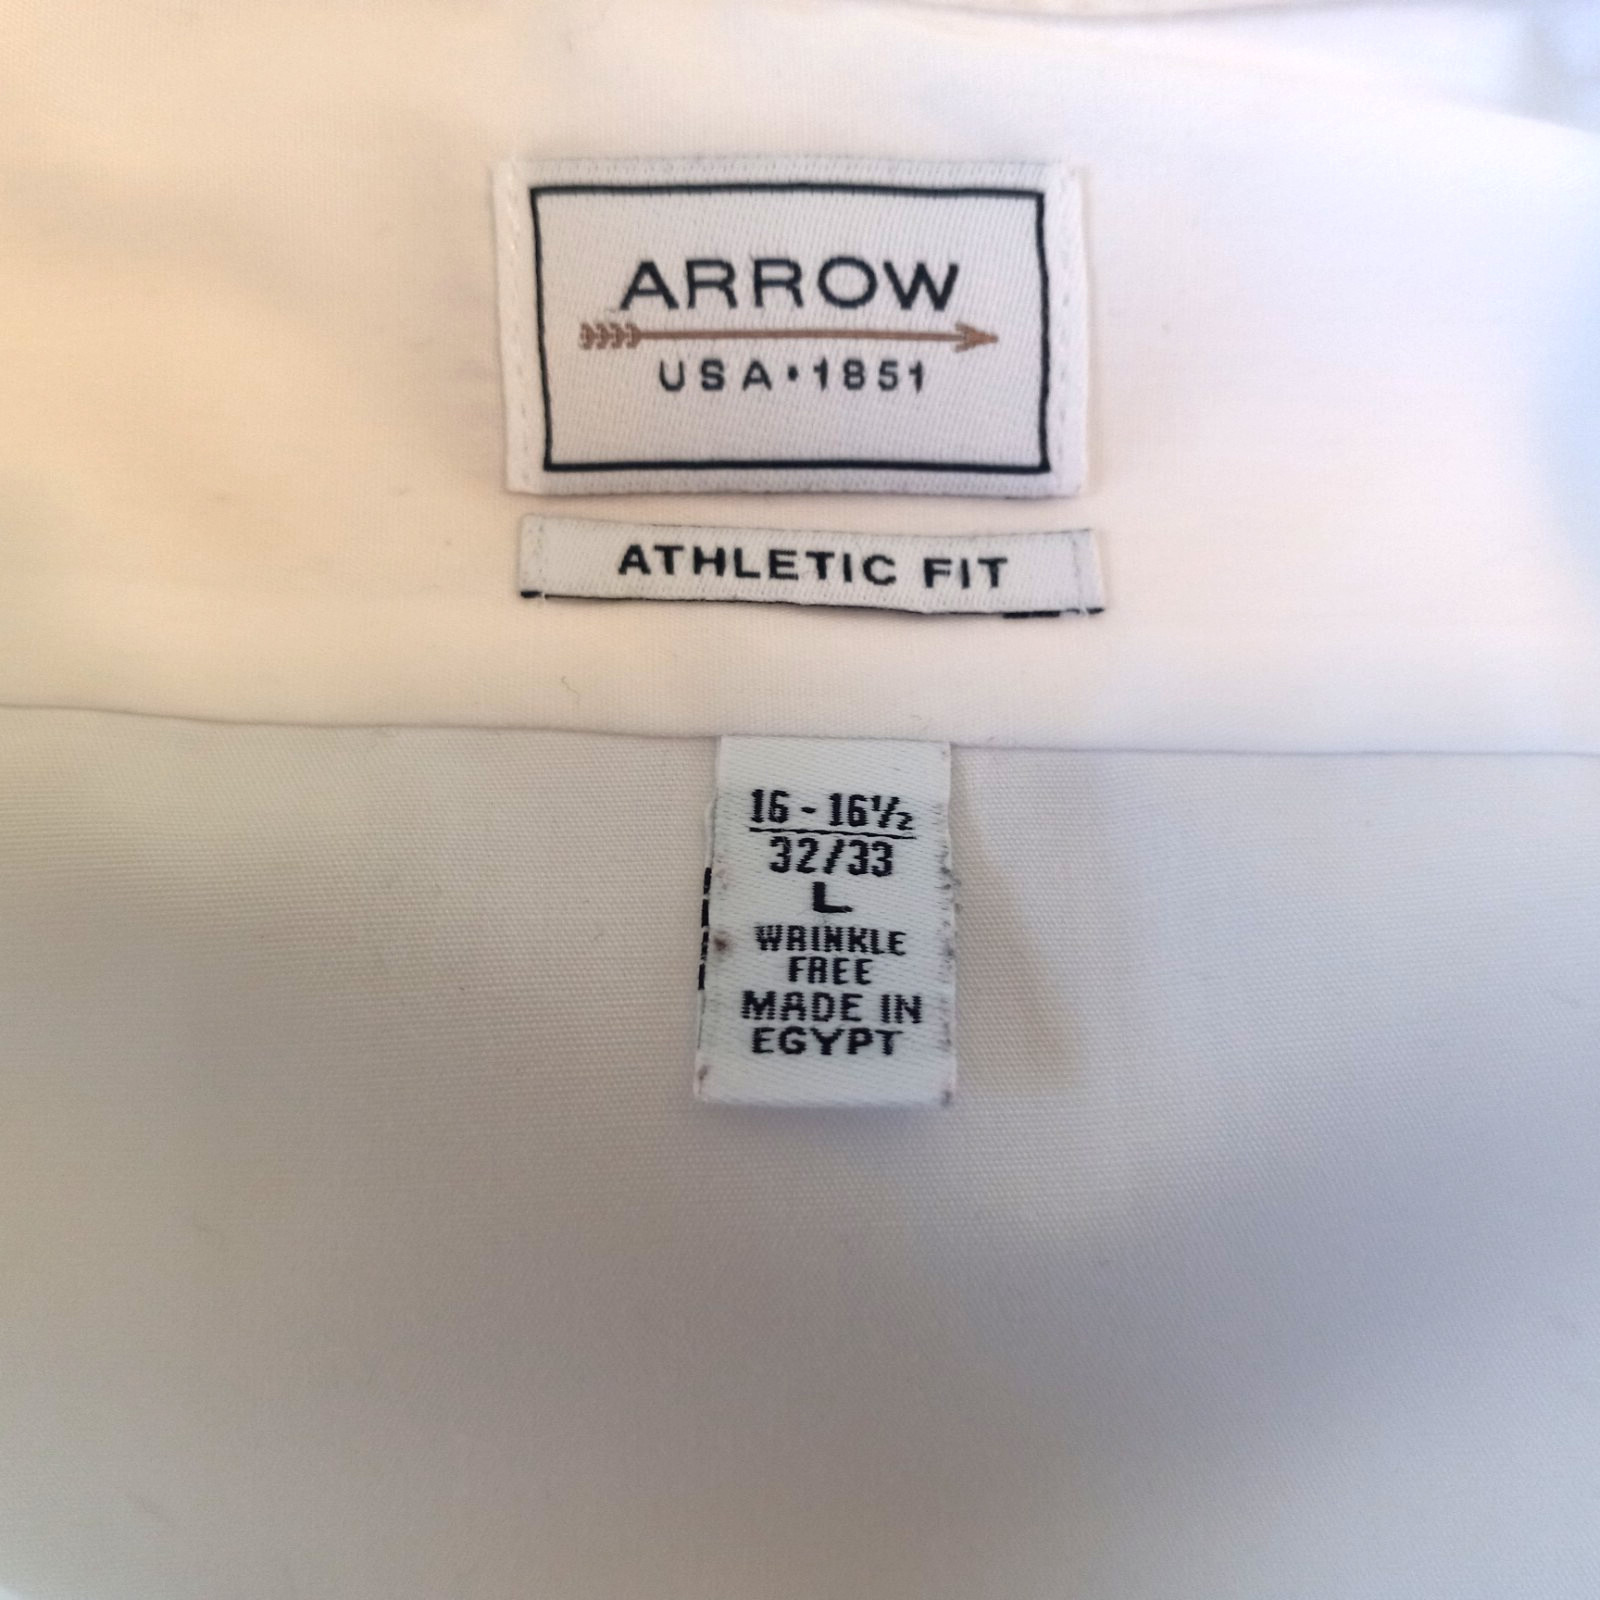 ARROW
USA•1851
ATHLETIC FIT
16 - 16½
32/33
L
WRINKLE
FREE
MADE IN
EGYPT